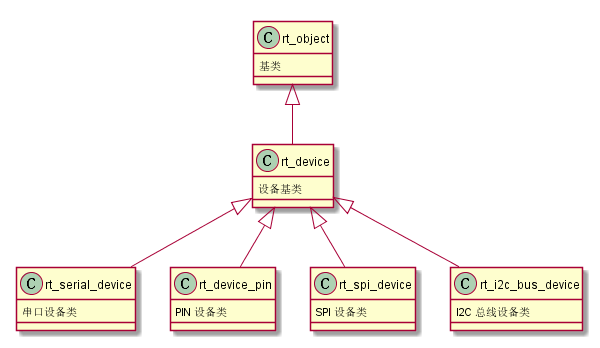 C rt_object
基类
C rt_device
设备基类
C rt_serial_device
串口设备类
C rt_device_pin
PIN 设备类
C rt_spi_device
SPI 设备类
C rt_i2c_bus_device
I2C 总线设备类